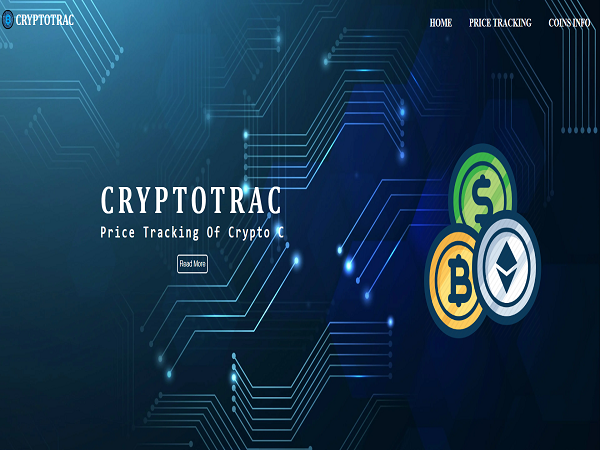 CRYPTOTRAC
HOME PRICE TRACKING COINS INFO
CRYPTOTRAC
Price Tracking Of Crypto C
Read More